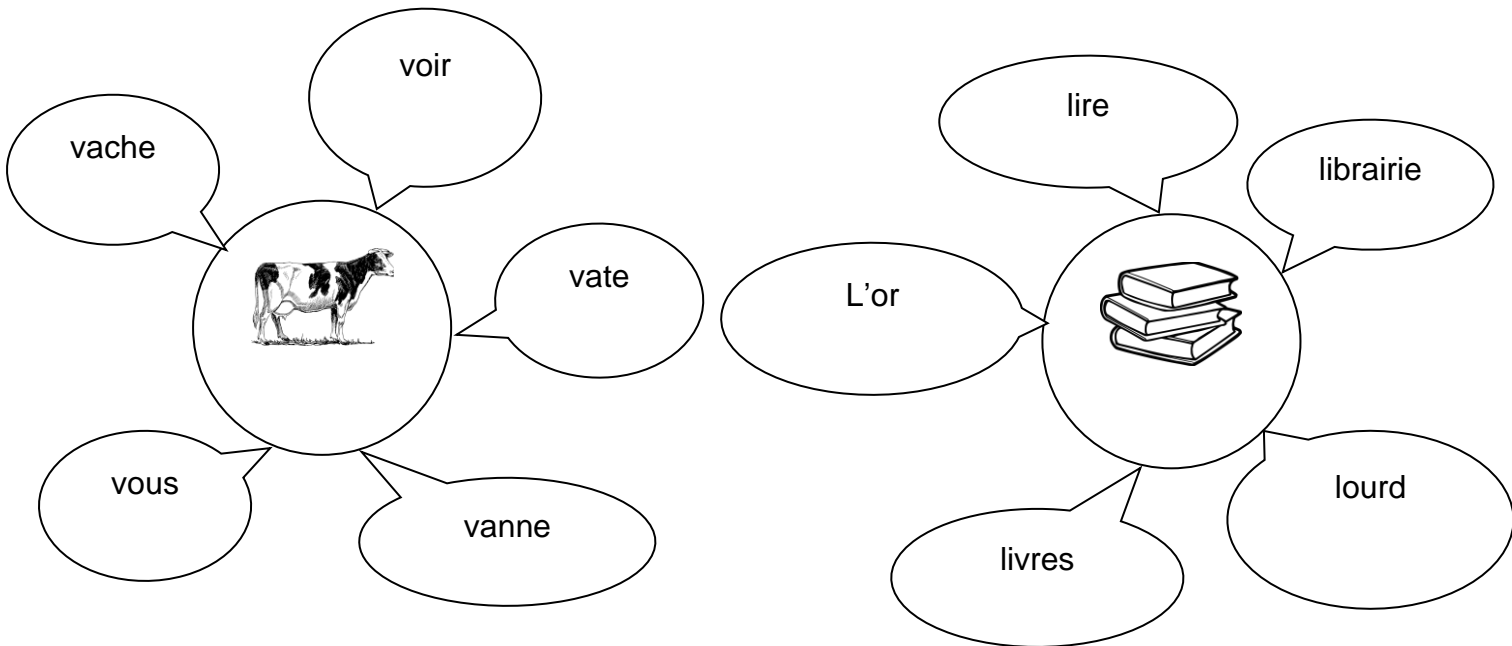 voir
vache
vate
vous
vanne
lire
librairie
L’or
lourd
livres